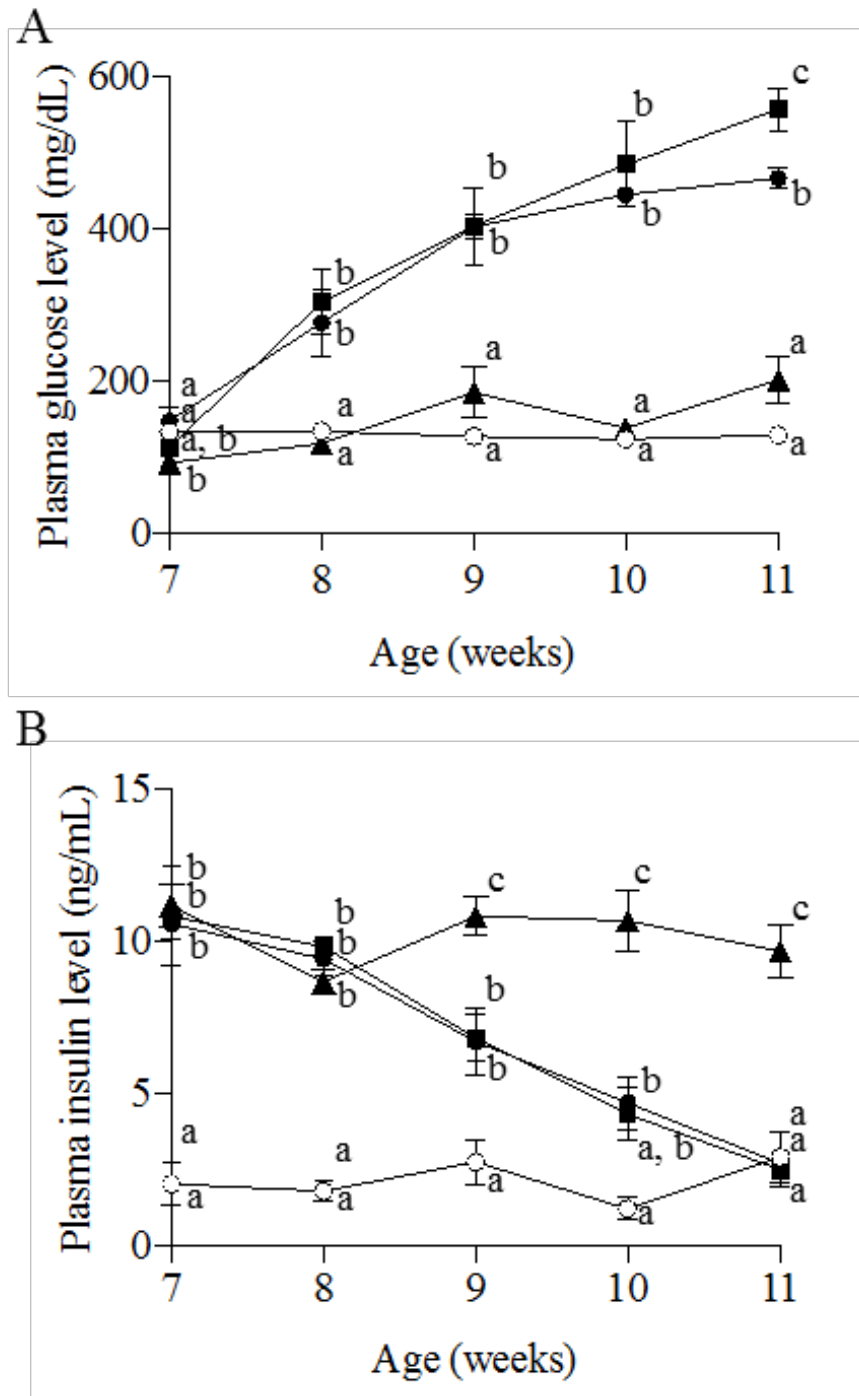 A
600
400
200
0
Plasma glucose level (mg/dL)
a
a
a, b
b
b
b
a
a
b
b
a
a
b
b
a
a
c
b
a
a
7 8 9 10 11
Age (weeks)
B
15
10
5
0
Plasma insulin level (ng/mL)
b
b
b
a
a
b
b
b
a
a
c
b
b
a
c
b
a, b
a
c
a
a
a
7 8 9 10 11
Age (weeks)